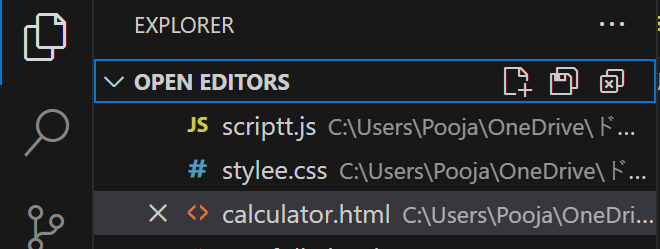 EXPLORER ...
OPEN EDITORS
JS scriptt.js C:\Users\Pooja\OneDrive\ド...
# stylee.css C:\Users\Pooja\OneDrive\ド...
<> calculator.html C:\Users\Pooja\OneDri...